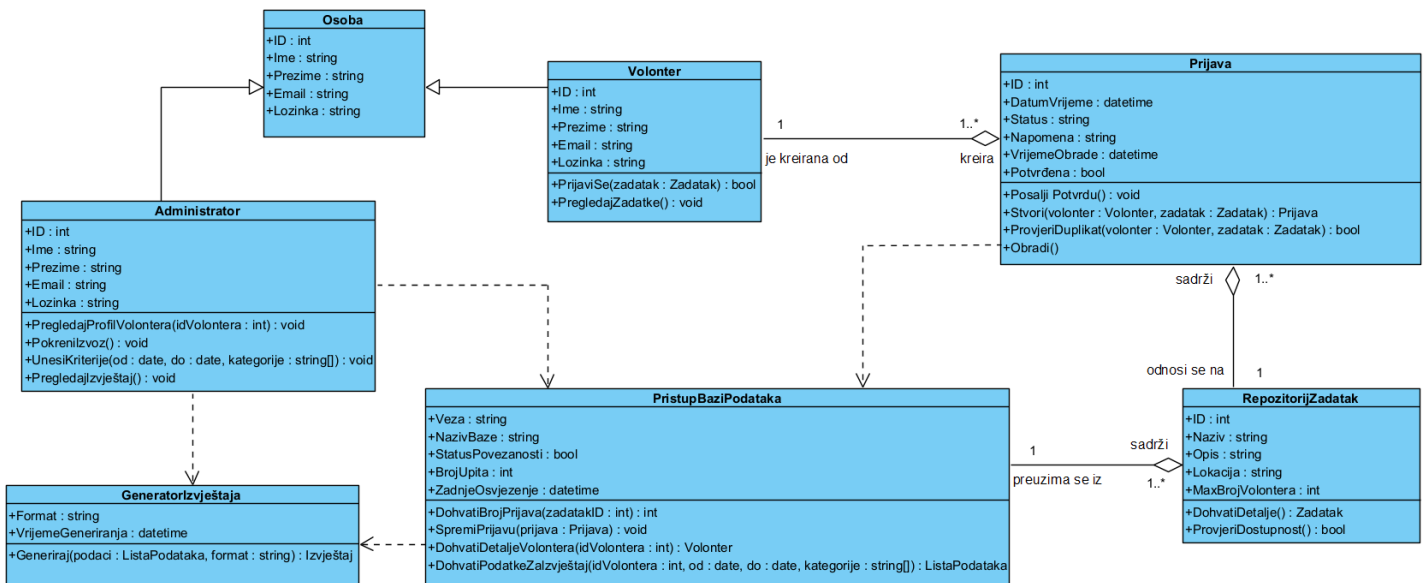 Osoba
+ID : int
+Ime : string
+Prezime : string
+Email : string
+Lozinka : string
Volonter
+ID : int
+Ime : string
+Prezime : string
+Email : string
+Lozinka : string
+PrijaviSe(zadatak : Zadatak) : bool
+PregledajZadatke() : void
1
je kreirana od
1..*
kreira
Prijava
+ID : int
+DatumVrijeme : datetime
+Status : string
+Napomena : string
+VrijemeObrade : datetime
+Potvrđena : bool
+Posalji Potvrdu() : void
+Stvori(volonter : Volonter, zadatak : Zadatak) : Prijava
+ProvjeriDuplikat(volonter : Volonter, zadatak : Zadatak) : bool
+Obradi()
Administrator
+ID : int
+Ime : string
+Prezime : string
+Email : string
+Lozinka : string
+PregledajProfilVolontera(idVolontera : int) : void
+PokreniIzvoz() : void
+UnesiKriterije(od : date, do : date, kategorije : string[]) : void
+PregledajIzvještaj() : void
sadrži
1..*
odnosi se na
1
PristupBaziPodataka
+Veza : string
+NazivBaze : string
+StatusPovezanosti : bool
+BrojUpita : int
+ZadnjeOsvjezenje : datetime
+DohvatiBrojPrijava(zadatakID : int) : int
+SpremiPrijavu(prijava : Prijava) : void
+DohvatiDetaljeVolontera(idVolontera : int) : Volonter
+DohvatiPodatkeZaIzvještaj(idVolontera : int, od : date, do : date, kategorije : string[]) : ListaPodataka
1
preuzima se iz
sadrži
1..*
RepozitorijZadatak
+ID : int
+Naziv : string
+Opis : string
+Lokacija : string
+MaxBrojVolontera : int
+DohvatiDetalje() : Zadatak
+ProvjeriDostupnost() : bool
GeneratorIzvještaja
+Format : string
+VrijemeGeneriranja : datetime
+Generiraj(podaci : ListaPodataka, format : string) : Izvještaj